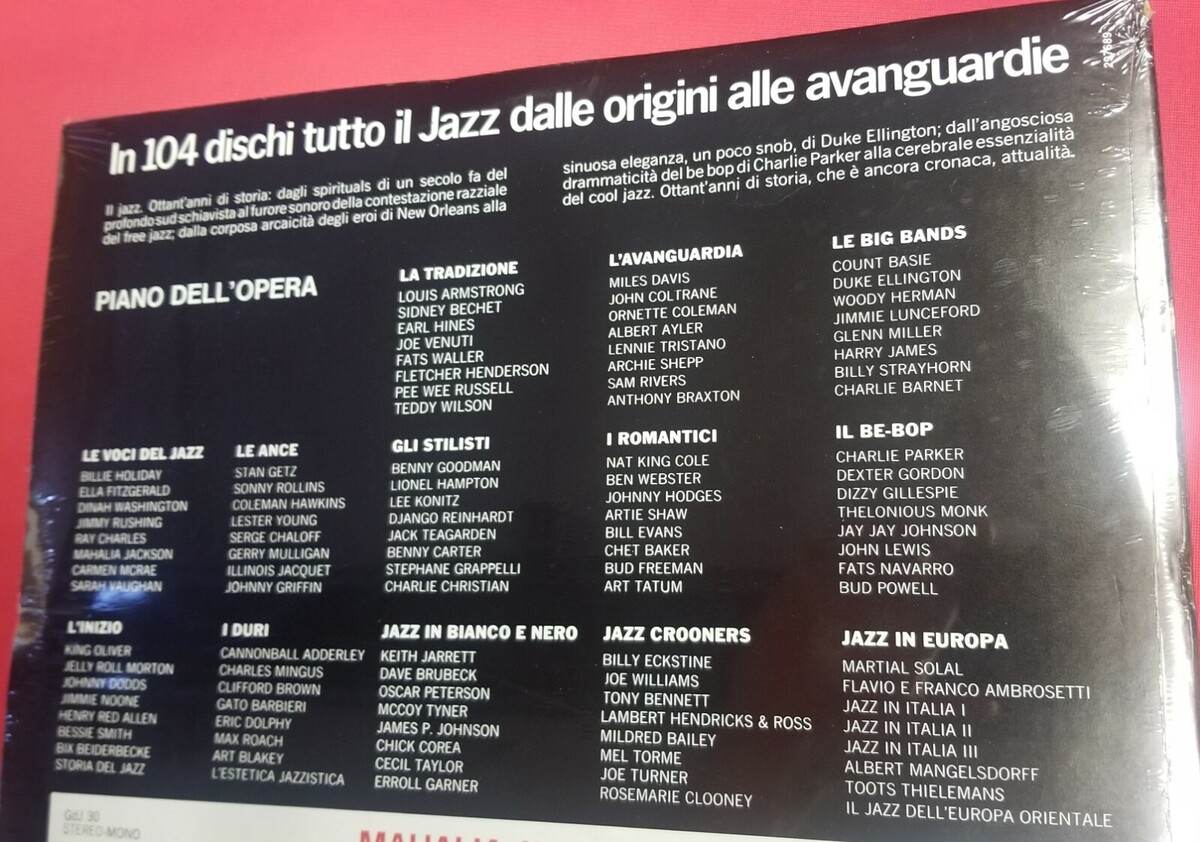 297689
In 104 dischi tutto il Jazz dalle origini alle avanguardie
Il jazz. Ottant'anni di storia: dagli spirituals di un secolo fa del
profondo sud schiavista al furore sonoro della contestazione razziale
del free jazz; dalla corposa arcaicità degli eroi di New Orleans alla
sinuosa eleganza, un poco snob, di Duke Ellington; dall'angosciosa
drammaticità del be bop di Charlie Parker alla cerebrale essenzialità
del cool jazz. Ottant'anni di storia, che è ancora cronaca, attualità.
PIANO DELL'OPERA
LA TRADIZIONE
LOUIS ARMSTRONG
SIDNEY BECHET
EARL HINES
JOE VENUTI
FATS WALLER
FLETCHER HENDERSON
PEE WEE RUSSELL
TEDDY WILSON
L'AVANGUARDIA
MILES DAVIS
JOHN COLTRANE
ORNETTE COLEMAN
ALBERT AYLER
LENNIE TRISTANO
ARCHIE SHEPP
SAM RIVERS
ANTHONY BRAXTON
LE BIG BANDS
COUNT BASIE
DUKE ELLINGTON
WOODY HERMAN
JIMMIE LUNCEFORD
GLENN MILLER
HARRY JAMES
BILLY STRAYHORN
CHARLIE BARNET
LE VOCI DEL JAZZ
BILLIE HOLIDAY
ELLA FITZGERALD
DINAH WASHINGTON
JIMMY RUSHING
RAY CHARLES
MAHALIA JACKSON
CARMEN MCRAE
SARAH VAUGHAN
LE ANCE
STAN GETZ
SONNY ROLLINS
COLEMAN HAWKINS
LESTER YOUNG
SERGE CHALOFF
GERRY MULLIGAN
ILLINOIS JACQUET
JOHNNY GRIFFIN
GLI STILISTI
BENNY GOODMAN
LIONEL HAMPTON
LEE KONITZ
DJANGO REINHARDT
JACK TEAGARDEN
BENNY CARTER
STEPHANE GRAPPELLI
CHARLIE CHRISTIAN
I ROMANTICI
NAT KING COLE
BEN WEBSTER
JOHNNY HODGES
ARTIE SHAW
BILL EVANS
CHET BAKER
BUD FREEMAN
ART TATUM
IL BE-BOP
CHARLIE PARKER
DEXTER GORDON
DIZZY GILLESPIE
THELONIOUS MONK
JAY JAY JOHNSON
JOHN LEWIS
FATS NAVARRO
BUD POWELL
L'INIZIO
KING OLIVER
JELLY ROLL MORTON
JOHNNY DODDS
JIMMIE NOONE
HENRY RED ALLEN
BESSIE SMITH
BIX BEIDERBECKE
STORIA DEL JAZZ
I DURI
CANNONBALL ADDERLEY
CHARLES MINGUS
CLIFFORD BROWN
GATO BARBIERI
ERIC DOLPHY
MAX ROACH
ART BLAKEY
L'ESTETICA JAZZISTICA
JAZZ IN BIANCO E NERO
KEITH JARRETT
DAVE BRUBECK
OSCAR PETERSON
MCCOY TYNER
JAMES P. JOHNSON
CHICK COREA
CECIL TAYLOR
ERROLL GARNER
JAZZ CROONERS
BILLY ECKSTINE
JOE WILLIAMS
TONY BENNETT
LAMBERT HENDRICKS & ROSS
MILDRED BAILEY
MEL TORME
JOE TURNER
ROSEMARIE CLOONEY
JAZZ IN EUROPA
MARTIAL SOLAL
FLAVIO E FRANCO AMBROSETTI
JAZZ IN ITALIA I
JAZZ IN ITALIA II
JAZZ IN ITALIA III
ALBERT MANGELSDORFF
TOOTS THIELEMANS
IL JAZZ DELL'EUROPA ORIENTALE
GdJ 30
STEREO-MONO
MAHALIA